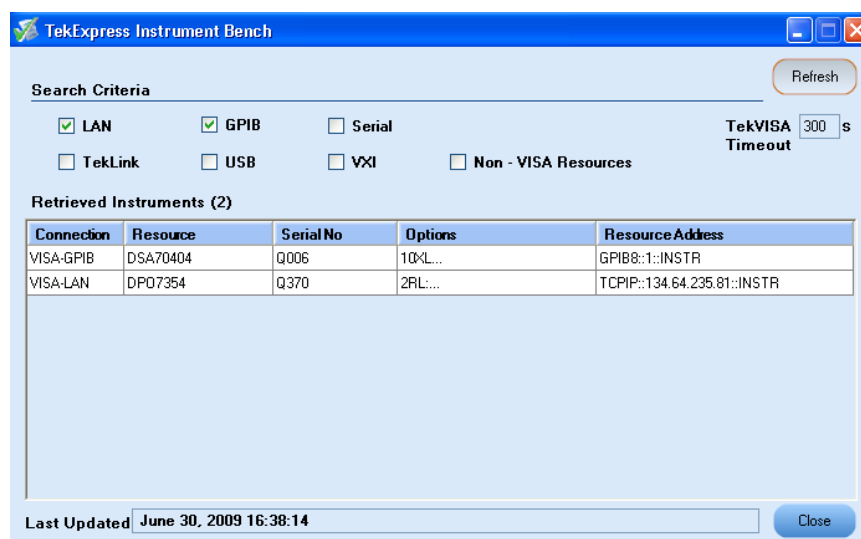 TekExpress Instrument Bench
Refresh
Search Criteria
LAN GPIB Serial
TekVISA Timeout 300 s
TekLink USB VXI Non - VISA Resources
Retrieved Instruments (2)
Connection Resource Serial No Options Resource Address
VISA-GPIB DSA70404 Q006 10XL... GPIB8::1::INSTR
VISA-LAN DPO7354 Q370 2RL:... TCPIP::134.64.235.81::INSTR
Last Updated June 30, 2009 16:38:14
Close